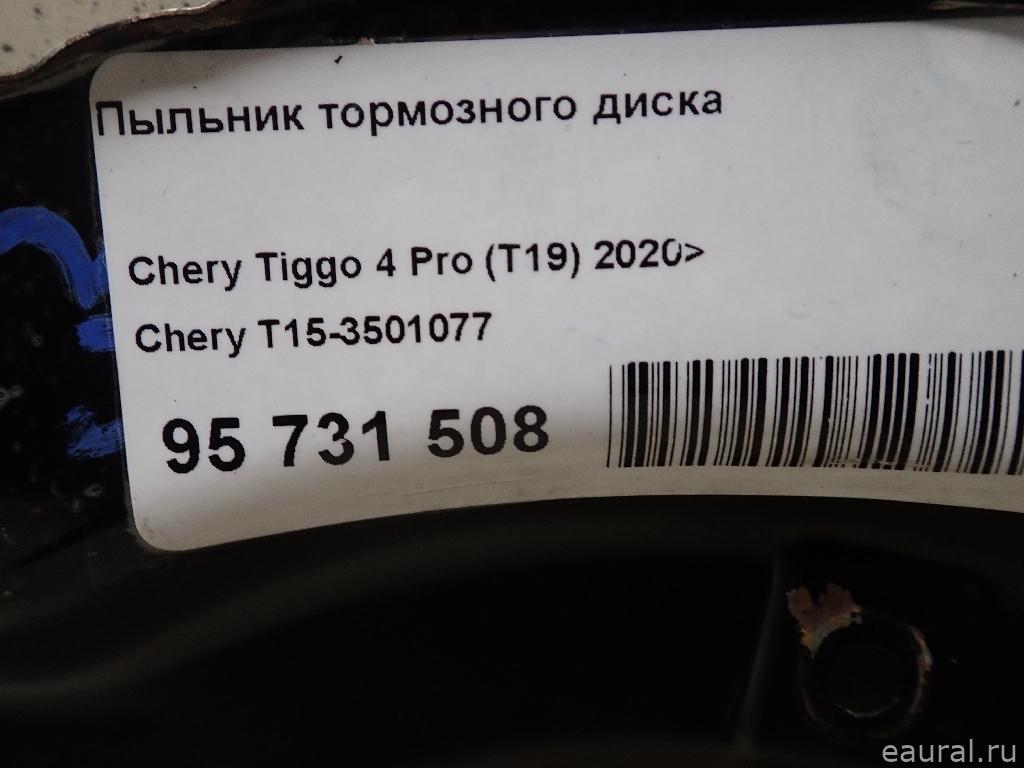 Пыльник тормозного диска
Chery Tiggo 4 Pro (T19) 2020>
Chery T15-3501077
95 731 508
eaural.ru